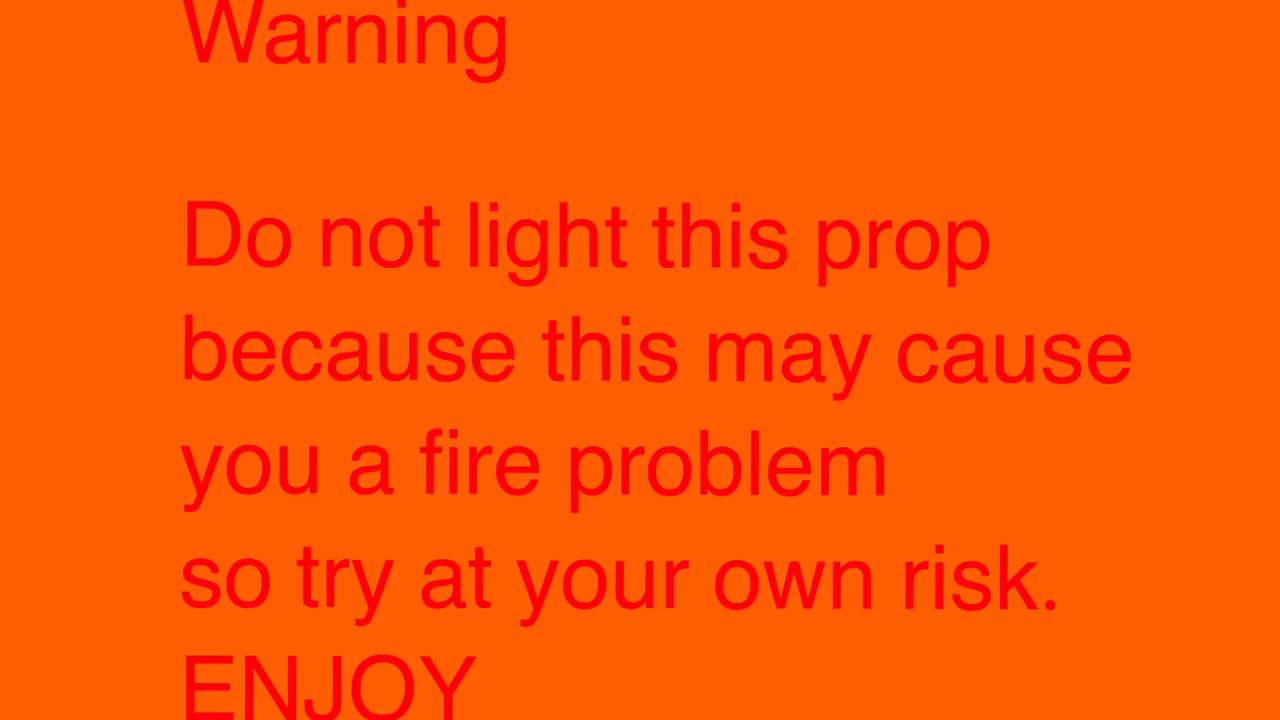 Warning
Do not light this prop
because this may cause
you a fire problem
so try at your own risk.
ENJOY